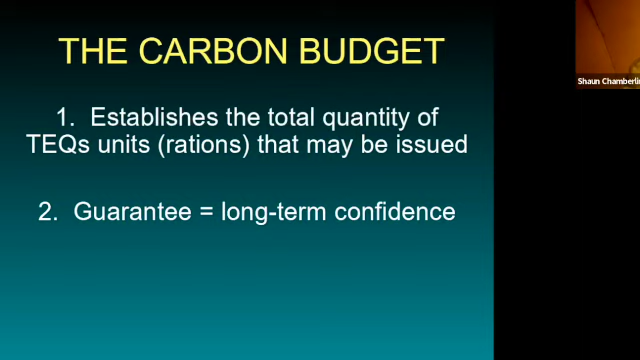 THE CARBON BUDGET
Shaun Chamberlin
1. Establishes the total quantity of
TEQs units (rations) that may be issued
2. Guarantee = long-term confidence